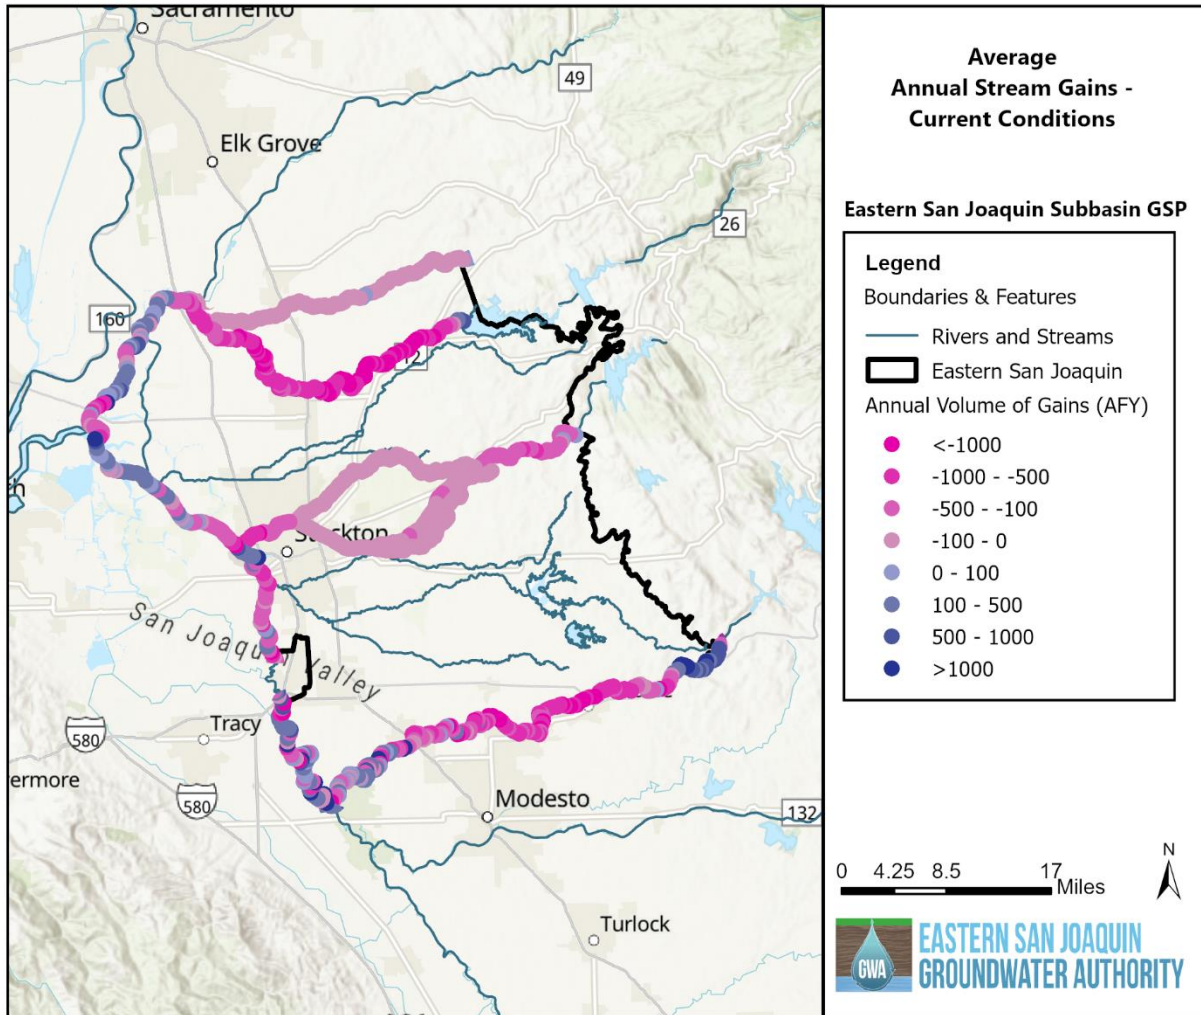 Sacramento
49
Elk Grove
26
160
12
Stockton
San Joaquin Valley
Tracy
580
vermore
580
Modesto
132
Turlock
Average
Annual Stream Gains -
Current Conditions
Eastern San Joaquin Subbasin GSP
Legend
Boundaries & Features
Rivers and Streams
Eastern San Joaquin
Annual Volume of Gains (AFY)
<-1000
-1000 - -500
-500 - -100
-100 - 0
0 - 100
100 - 500
500 - 1000
>1000
N
0 4.25 8.5 17
Miles
GWA
EASTERN SAN JOAQUIN
GROUNDWATER AUTHORITY